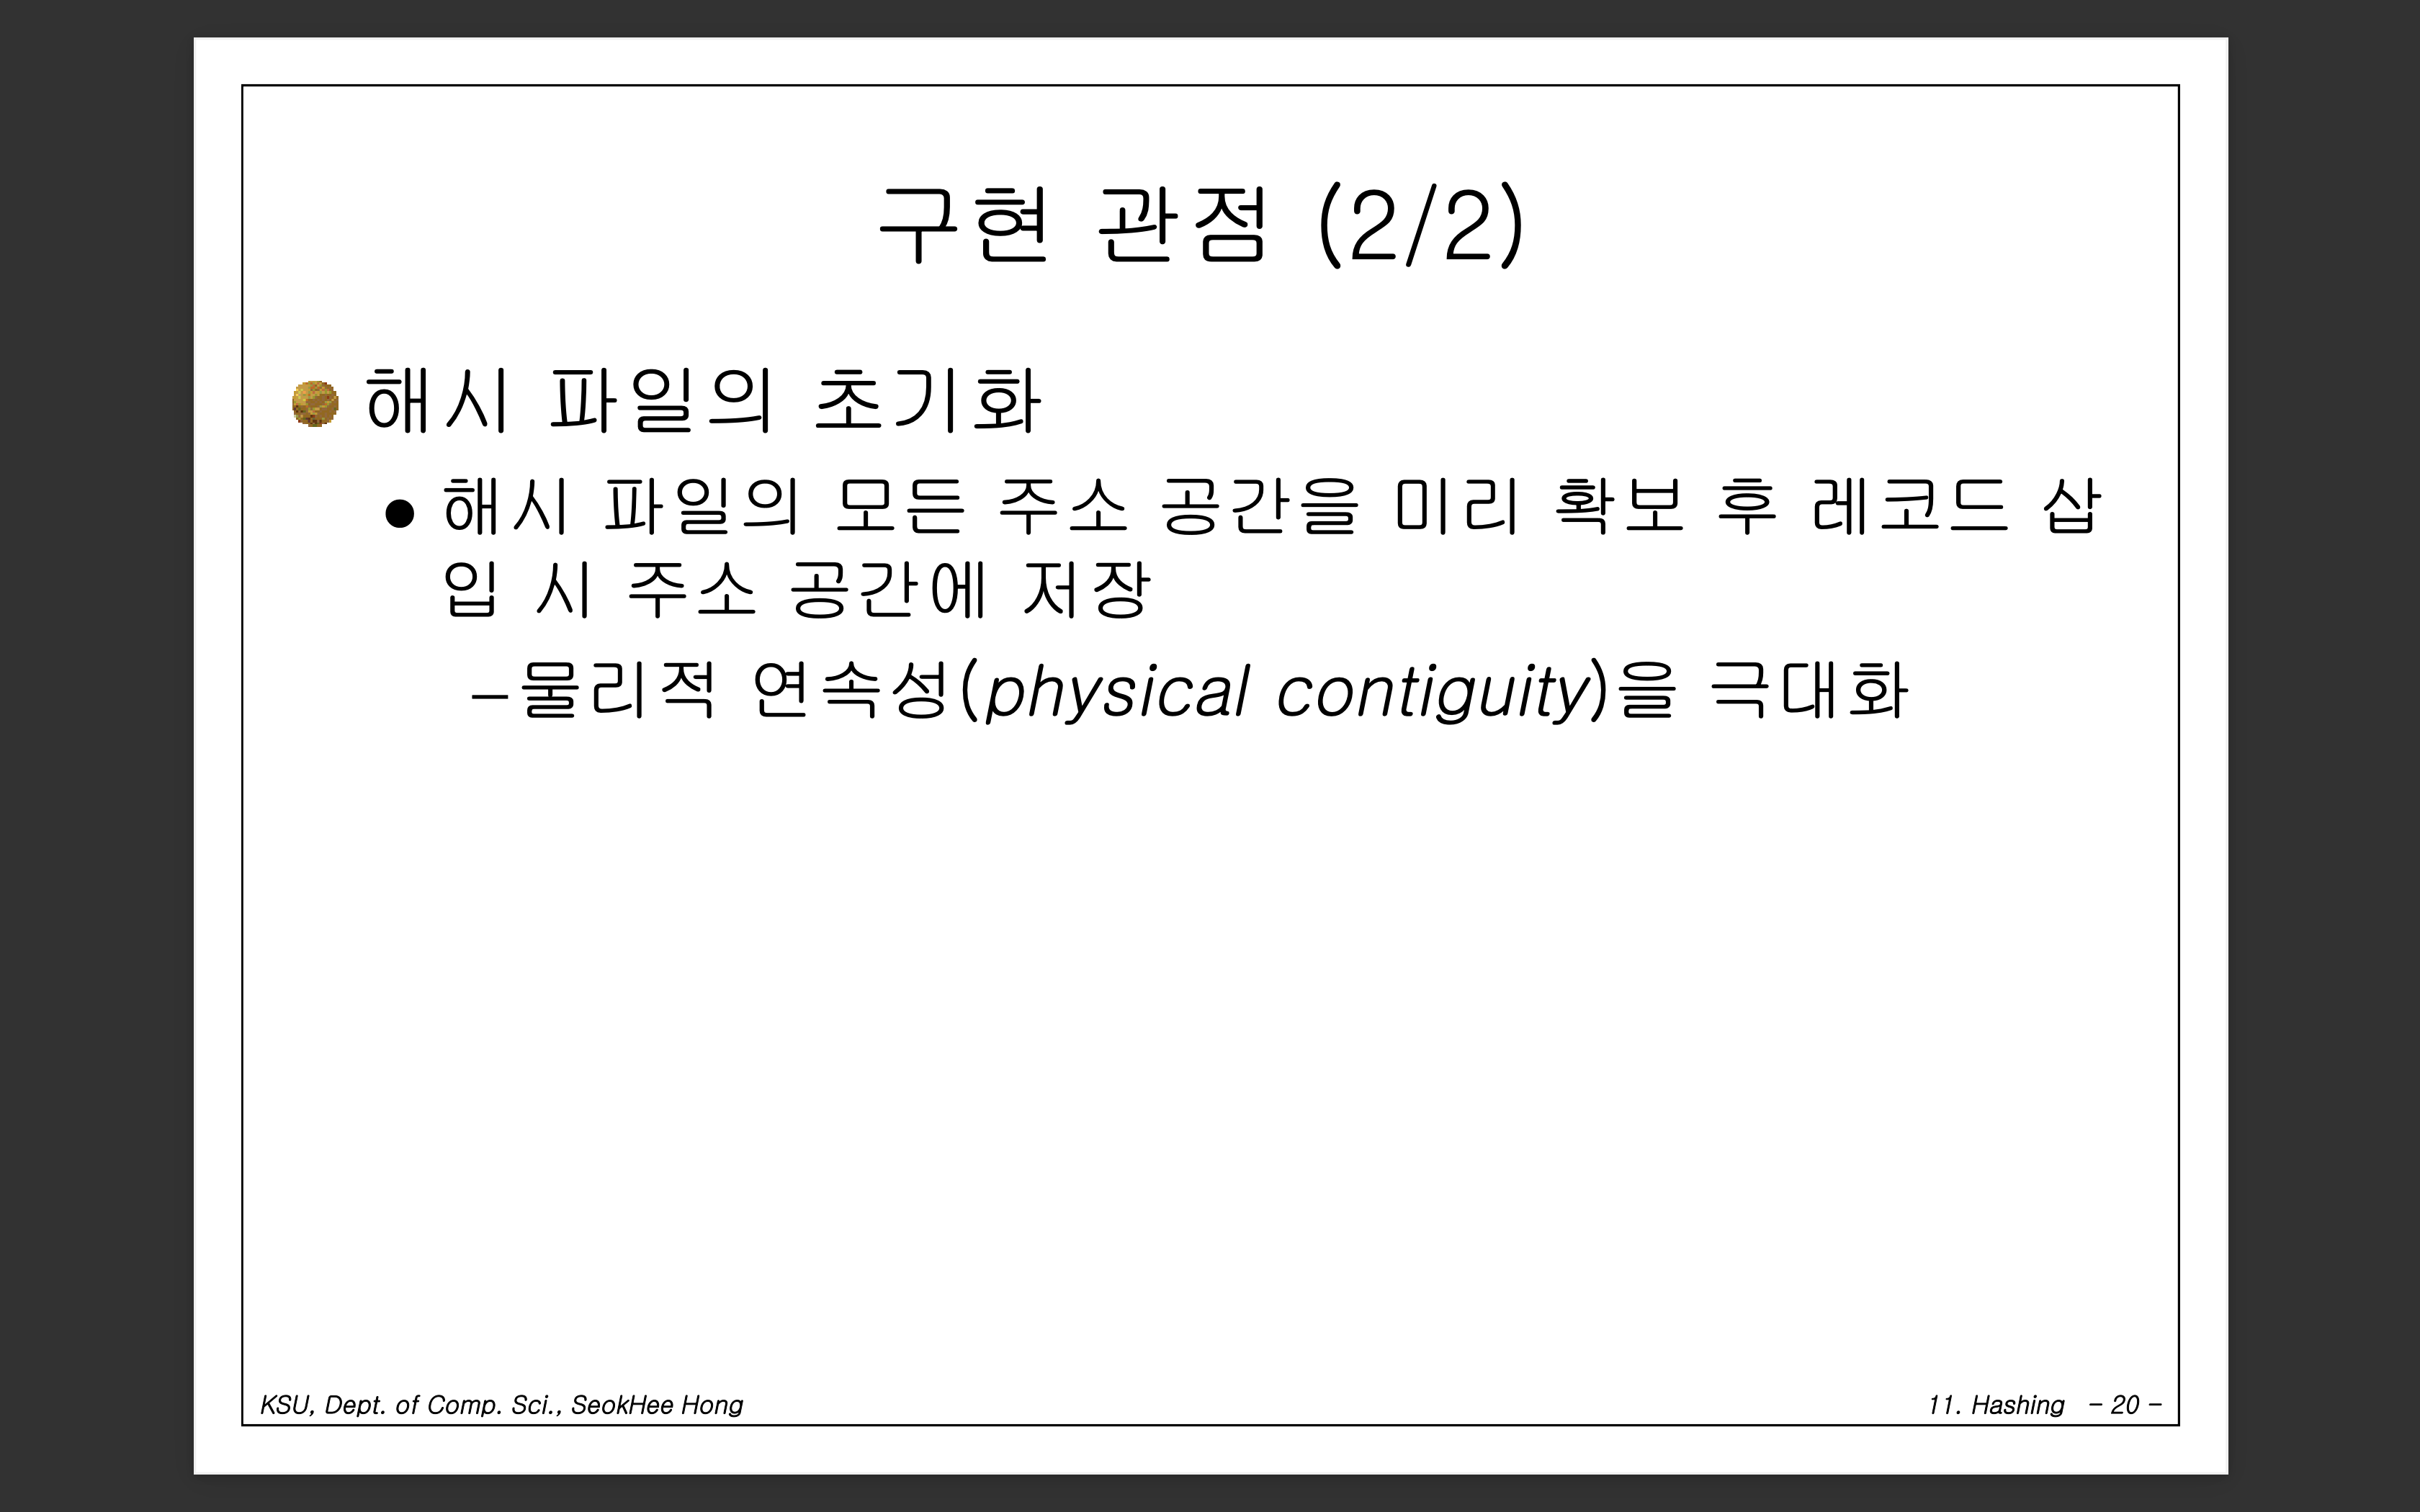 구현 관점 (2/2)
해시 파일의 초기화
● 해시 파일의 모든 주소 공간을 미리 확보 후 레코드 삽
입 시 주소 공간에 저장
–물리적 연속성(physical contiguity)을 극대화
KSU, Dept. of Comp. Sci., SeokHee Hong
11. Hashing – 20 –